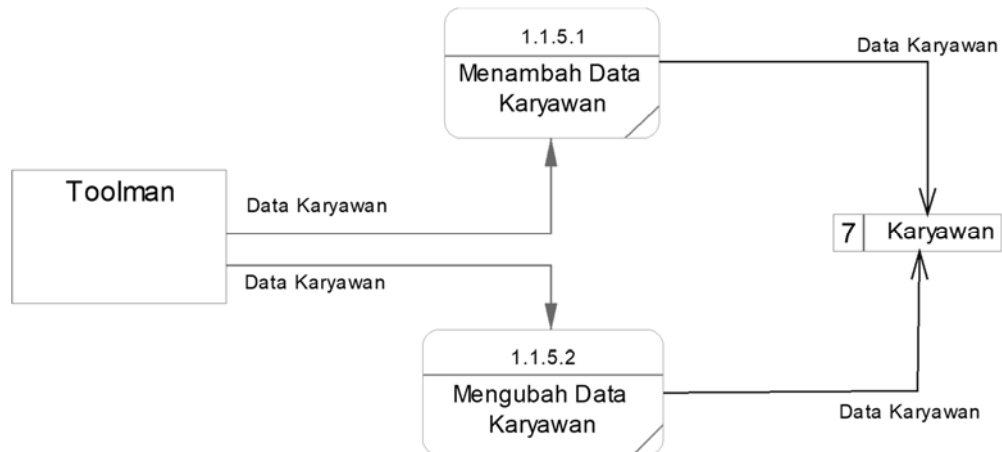 1.1.5.1
Menambah Data
Karyawan
Data Karyawan
Toolman
Data Karyawan
Data Karyawan
7 Karyawan
1.1.5.2
Mengubah Data
Karyawan
Data Karyawan